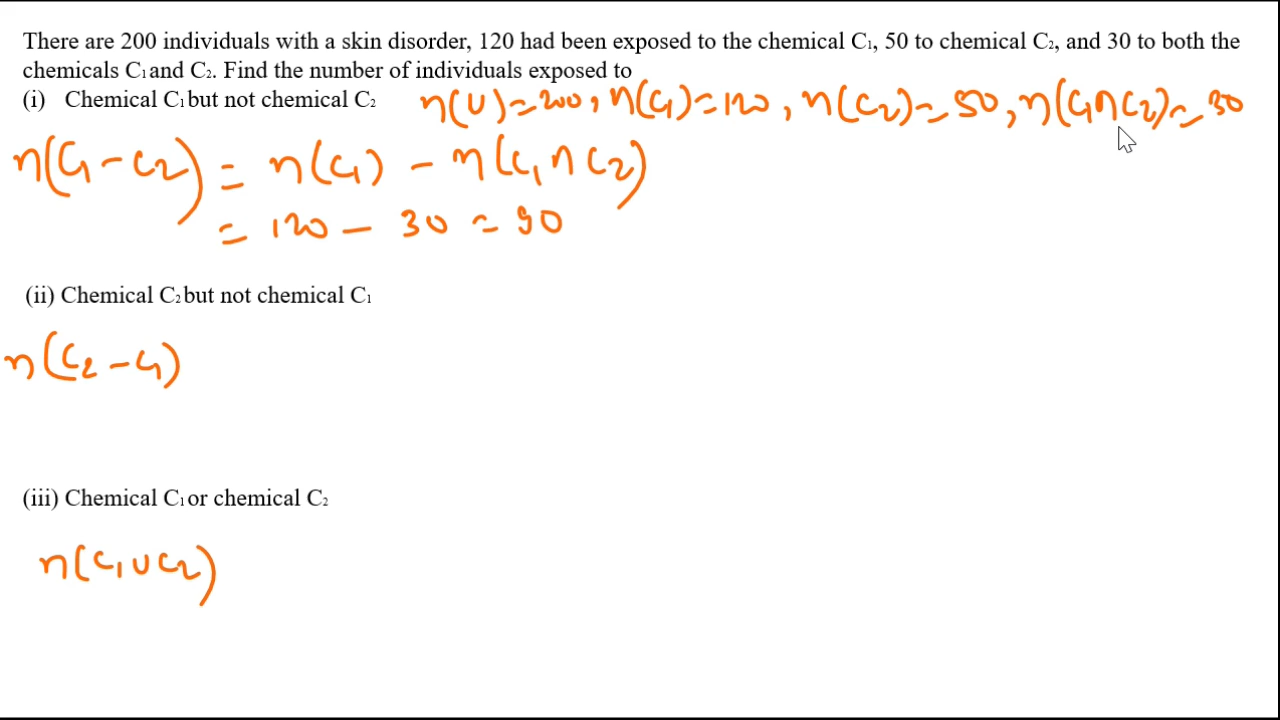 There are 200 individuals with a skin disorder, 120 had been exposed to the chemical C₁, 50 to chemical C₂, and 30 to both the
chemicals C₁ and C₂. Find the number of individuals exposed to
(i) Chemical C₁ but not chemical C₂
n(U)=200, n(C₁)=120, n(C₂)=50, n(C₁∩C₂)=30
n(C₁-C₂) = n(C₁) - n(C₁∩C₂)
= 120 - 30 = 90
(ii) Chemical C₂ but not chemical C₁
n(C₂-C₁)
(iii) Chemical C₁ or chemical C₂
n(C₁∪C₂)